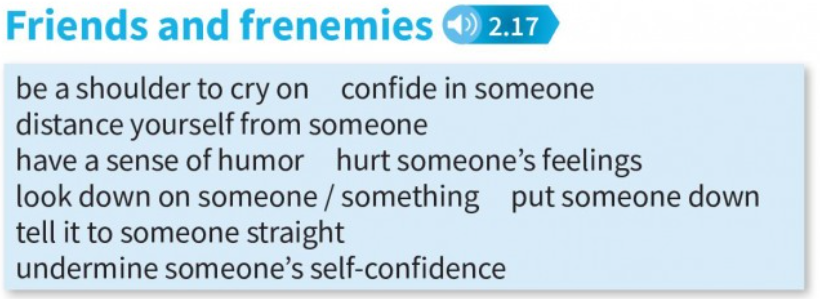 Friends and frenemies 2.17
be a shoulder to cry on confide in someone
distance yourself from someone
have a sense of humor hurt someone's feelings
look down on someone / something put someone down
tell it to someone straight
undermine someone's self-confidence